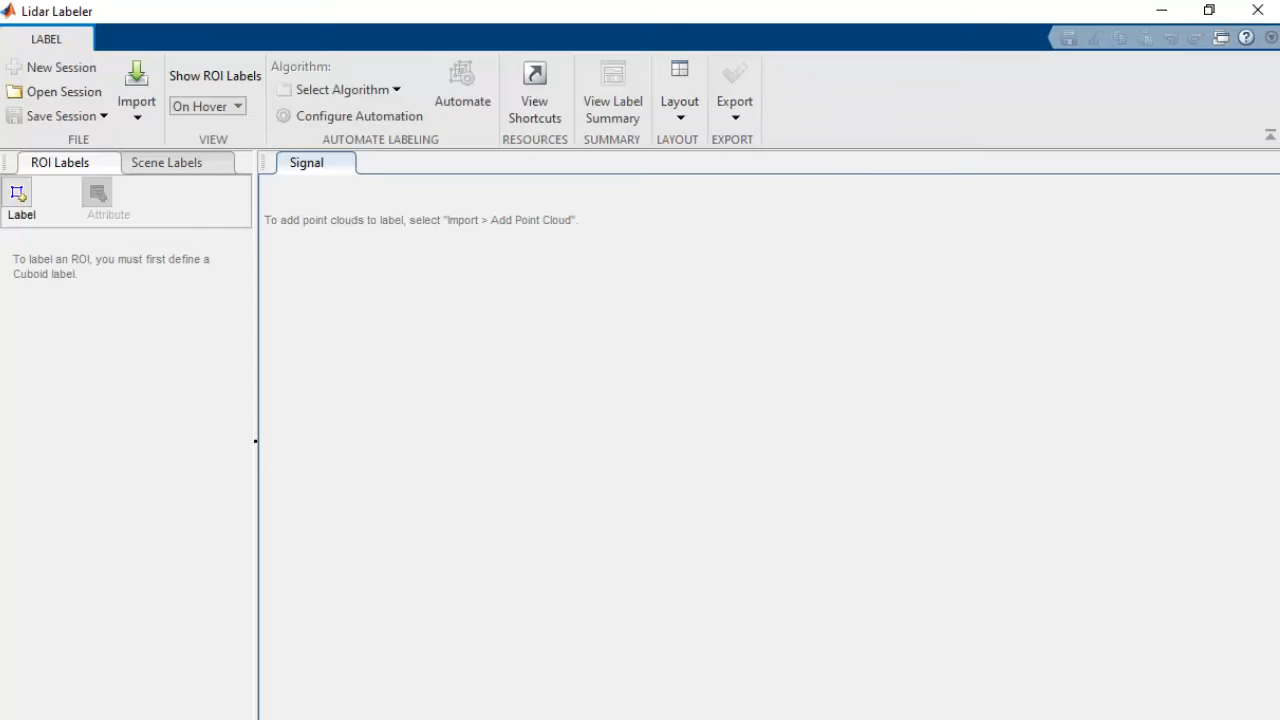 Lidar Labeler
LABEL
New Session
Open Session
Save Session
Import
FILE
Show ROI Labels
On Hover
VIEW
Algorithm:
Select Algorithm
Configure Automation
Automate
AUTOMATE LABELING
View
Shortcuts
RESOURCES
View Label
Summary
SUMMARY
Layout
LAYOUT
Export
EXPORT
ROI Labels
Scene Labels
Label
Attribute
To label an ROI, you must first define a
Cuboid label.
Signal
To add point clouds to label, select "Import > Add Point Cloud".